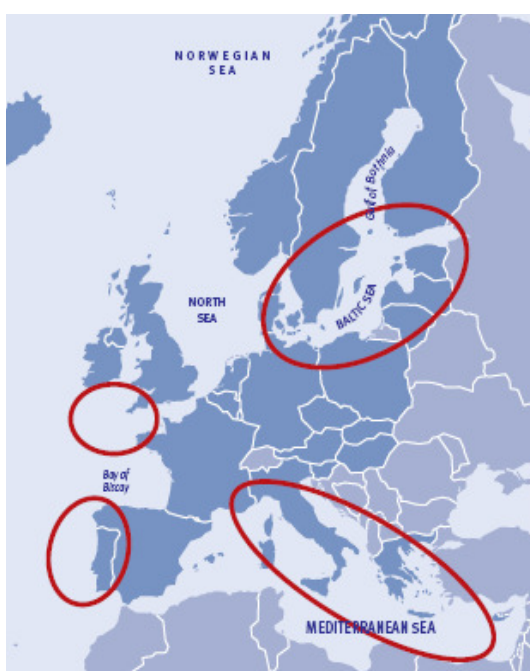 NORWEGIAN
SEA
Gulf of Bothnia
BALTIC SEA
NORTH
SEA
Bay of
Biscay
MEDITERRANEAN SEA